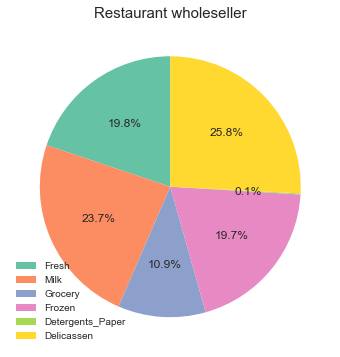 Restaurant wholeseller
19.8%
25.8%
23.7%
0.1%
10.9%
19.7%
Fresh
Milk
Grocery
Frozen
Detergents_Paper
Delicassen